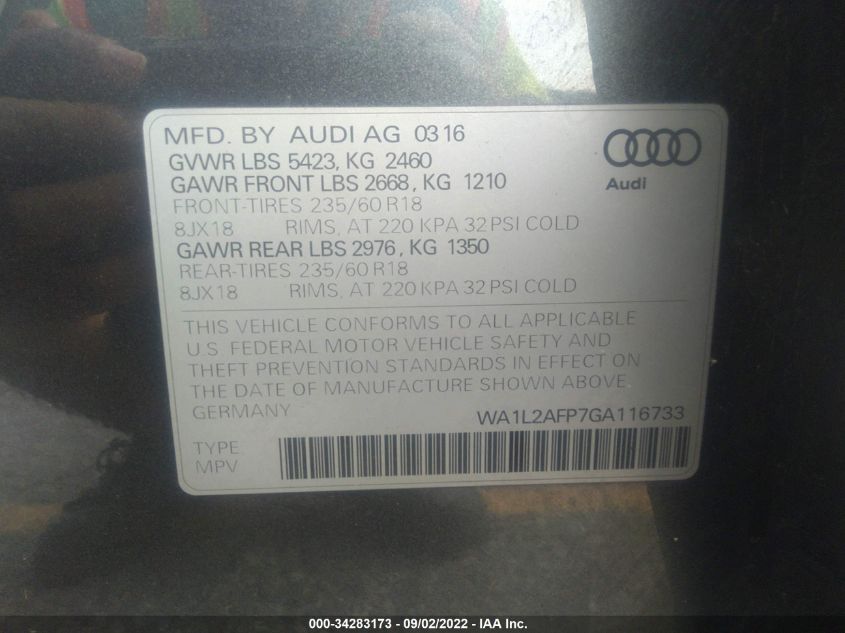 MFD. BY AUDI AG 0316
GVWR LBS 5423, KG 2460
GAWR FRONT LBS 2668, KG 1210
FRONT-TIRES 235/60 R18
8JX18 RIMS, AT 220 KPA 32 PSI COLD
GAWR REAR LBS 2976, KG 1350
REAR-TIRES 235/60 R18
8JX18 RIMS, AT 220 KPA 32 PSI COLD
Audi
THIS VEHICLE CONFORMS TO ALL APPLICABLE
U.S. FEDERAL MOTOR VEHICLE SAFETY AND
THEFT PREVENTION STANDARDS IN EFFECT ON
THE DATE OF MANUFACTURE SHOWN ABOVE.
GERMANY WA1L2AFP7GA116733
TYPE
MPV
000-34283173 - 09/02/2022 - IAA Inc.